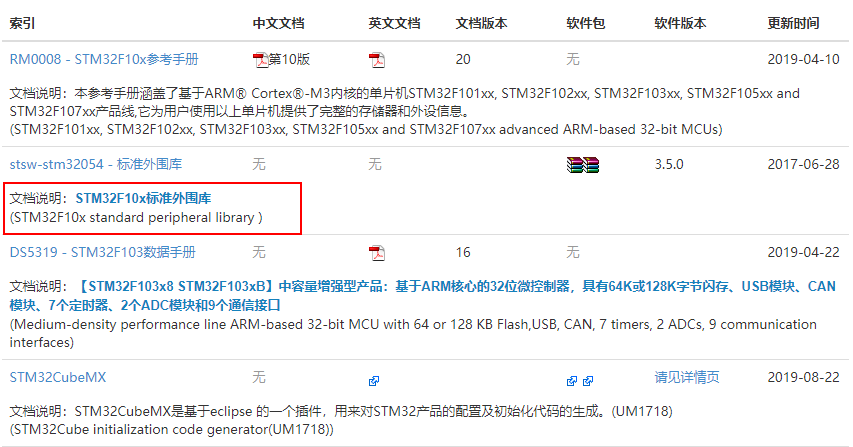 索引 中文文档 英文文档 文档版本 软件包 软件版本 更新时间
RM0008 - STM32F10x参考手册 第10版 20 无 2019-04-10
文档说明：本参考手册涵盖了基于ARM® Cortex®-M3内核的单片机STM32F101xx, STM32F102xx, STM32F103xx, STM32F105xx and
STM32F107xx产品线,它为用户使用以上单片机提供了完整的存储器和外设信息。
(STM32F101xx, STM32F102xx, STM32F103xx, STM32F105xx and STM32F107xx advanced ARM-based 32-bit MCUs)
stsw-stm32054 - 标准外围库 无 无 3.5.0 2017-06-28
文档说明：STM32F10x标准外围库
(STM32F10x standard peripheral library )
DS5319 - STM32F103数据手册 无 16 无 2019-04-22
文档说明：【STM32F103x8 STM32F103xB】中容量增强型产品：基于ARM核心的32位微控制器，具有64K或128K字节闪存、USB模块、CAN
模块、7个定时器、2个ADC模块和9个通信接口
(Medium-density performance line ARM-based 32-bit MCU with 64 or 128 KB Flash,USB, CAN, 7 timers, 2 ADCs, 9 communication
interfaces)
STM32CubeMX 无 请见详情页 2019-08-22
文档说明：STM32CubeMX是基于eclipse 的一个插件，用来对STM32产品的配置及初始化代码的生成。(UM1718)
(STM32Cube initialization code generator(UM1718))